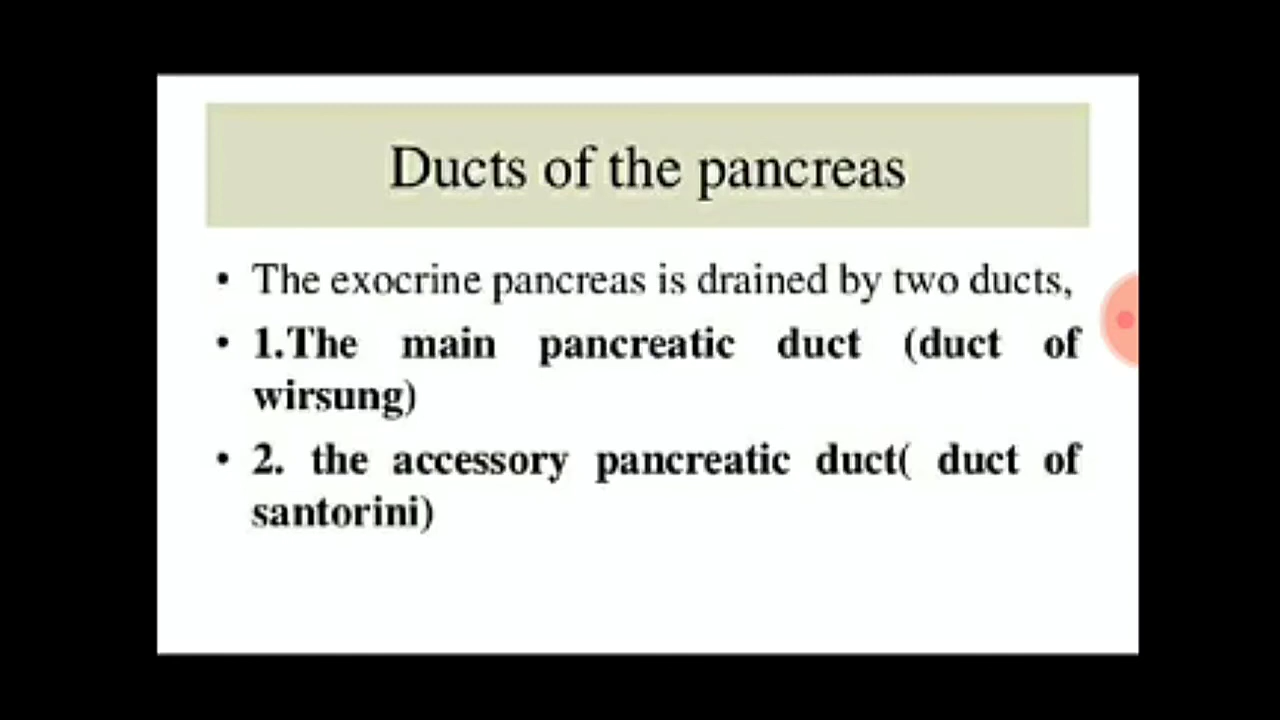 Ducts of the pancreas
• The exocrine pancreas is drained by two ducts,
• 1.The main pancreatic duct (duct of
wirsung)
• 2. the accessory pancreatic duct( duct of
santorini)